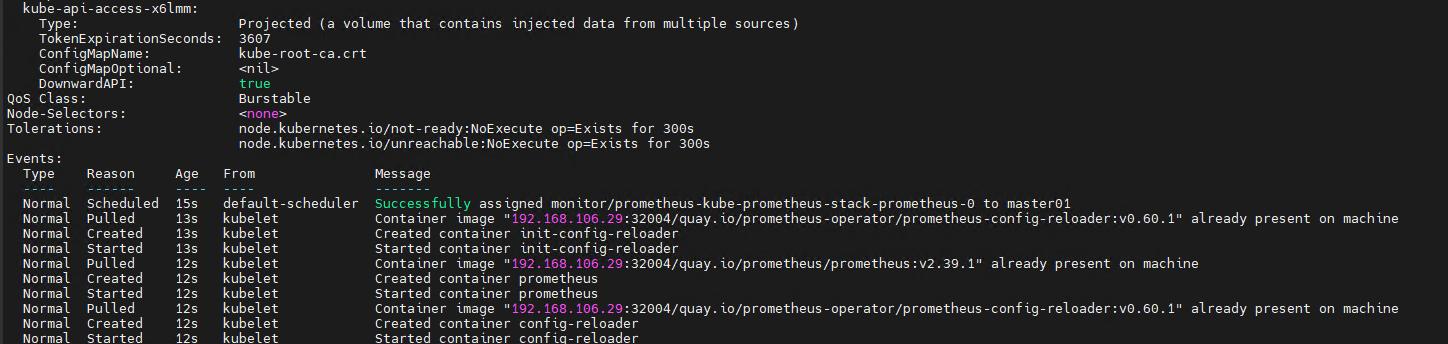 kube-api-access-x6lmm:
Type: Projected (a volume that contains injected data from multiple sources)
TokenExpirationSeconds: 3607
ConfigMapName: kube-root-ca.crt
ConfigMapOptional: <nil>
DownwardAPI: true
QoS Class: Burstable
Node-Selectors: <none>
Tolerations: node.kubernetes.io/not-ready:NoExecute op=Exists for 300s
node.kubernetes.io/unreachable:NoExecute op=Exists for 300s
Events:
Type Reason Age From Message
---- ------ ---- ---- -------
Normal Scheduled 15s default-scheduler Successfully assigned monitor/prometheus-kube-prometheus-stack-prometheus-0 to master01
Normal Pulled 13s kubelet Container image "192.168.106.29:32004/quay.io/prometheus-operator/prometheus-config-reloader:v0.60.1" already present on machine
Normal Created 13s kubelet Created container init-config-reloader
Normal Started 13s kubelet Started container init-config-reloader
Normal Pulled 12s kubelet Container image "192.168.106.29:32004/quay.io/prometheus/prometheus:v2.39.1" already present on machine
Normal Created 12s kubelet Created container prometheus
Normal Started 12s kubelet Started container prometheus
Normal Pulled 12s kubelet Container image "192.168.106.29:32004/quay.io/prometheus-operator/prometheus-config-reloader:v0.60.1" already present on machine
Normal Created 12s kubelet Created container config-reloader
Normal Started 12s kubelet Started container config-reloader